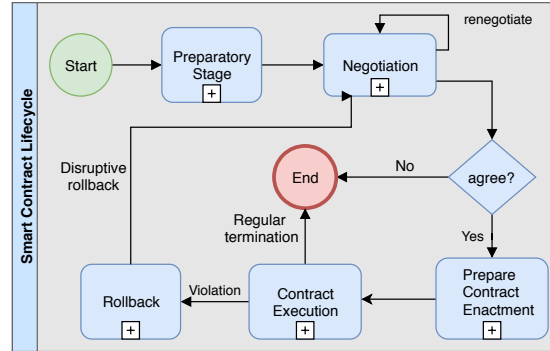 Smart Contract Lifecycle
renegotiate
Start
Preparatory
Stage
Negotiation
Disruptive
rollback
End
No
agree?
Regular
termination
Yes
Rollback
Violation
Contract
Execution
Prepare
Contract
Enactment